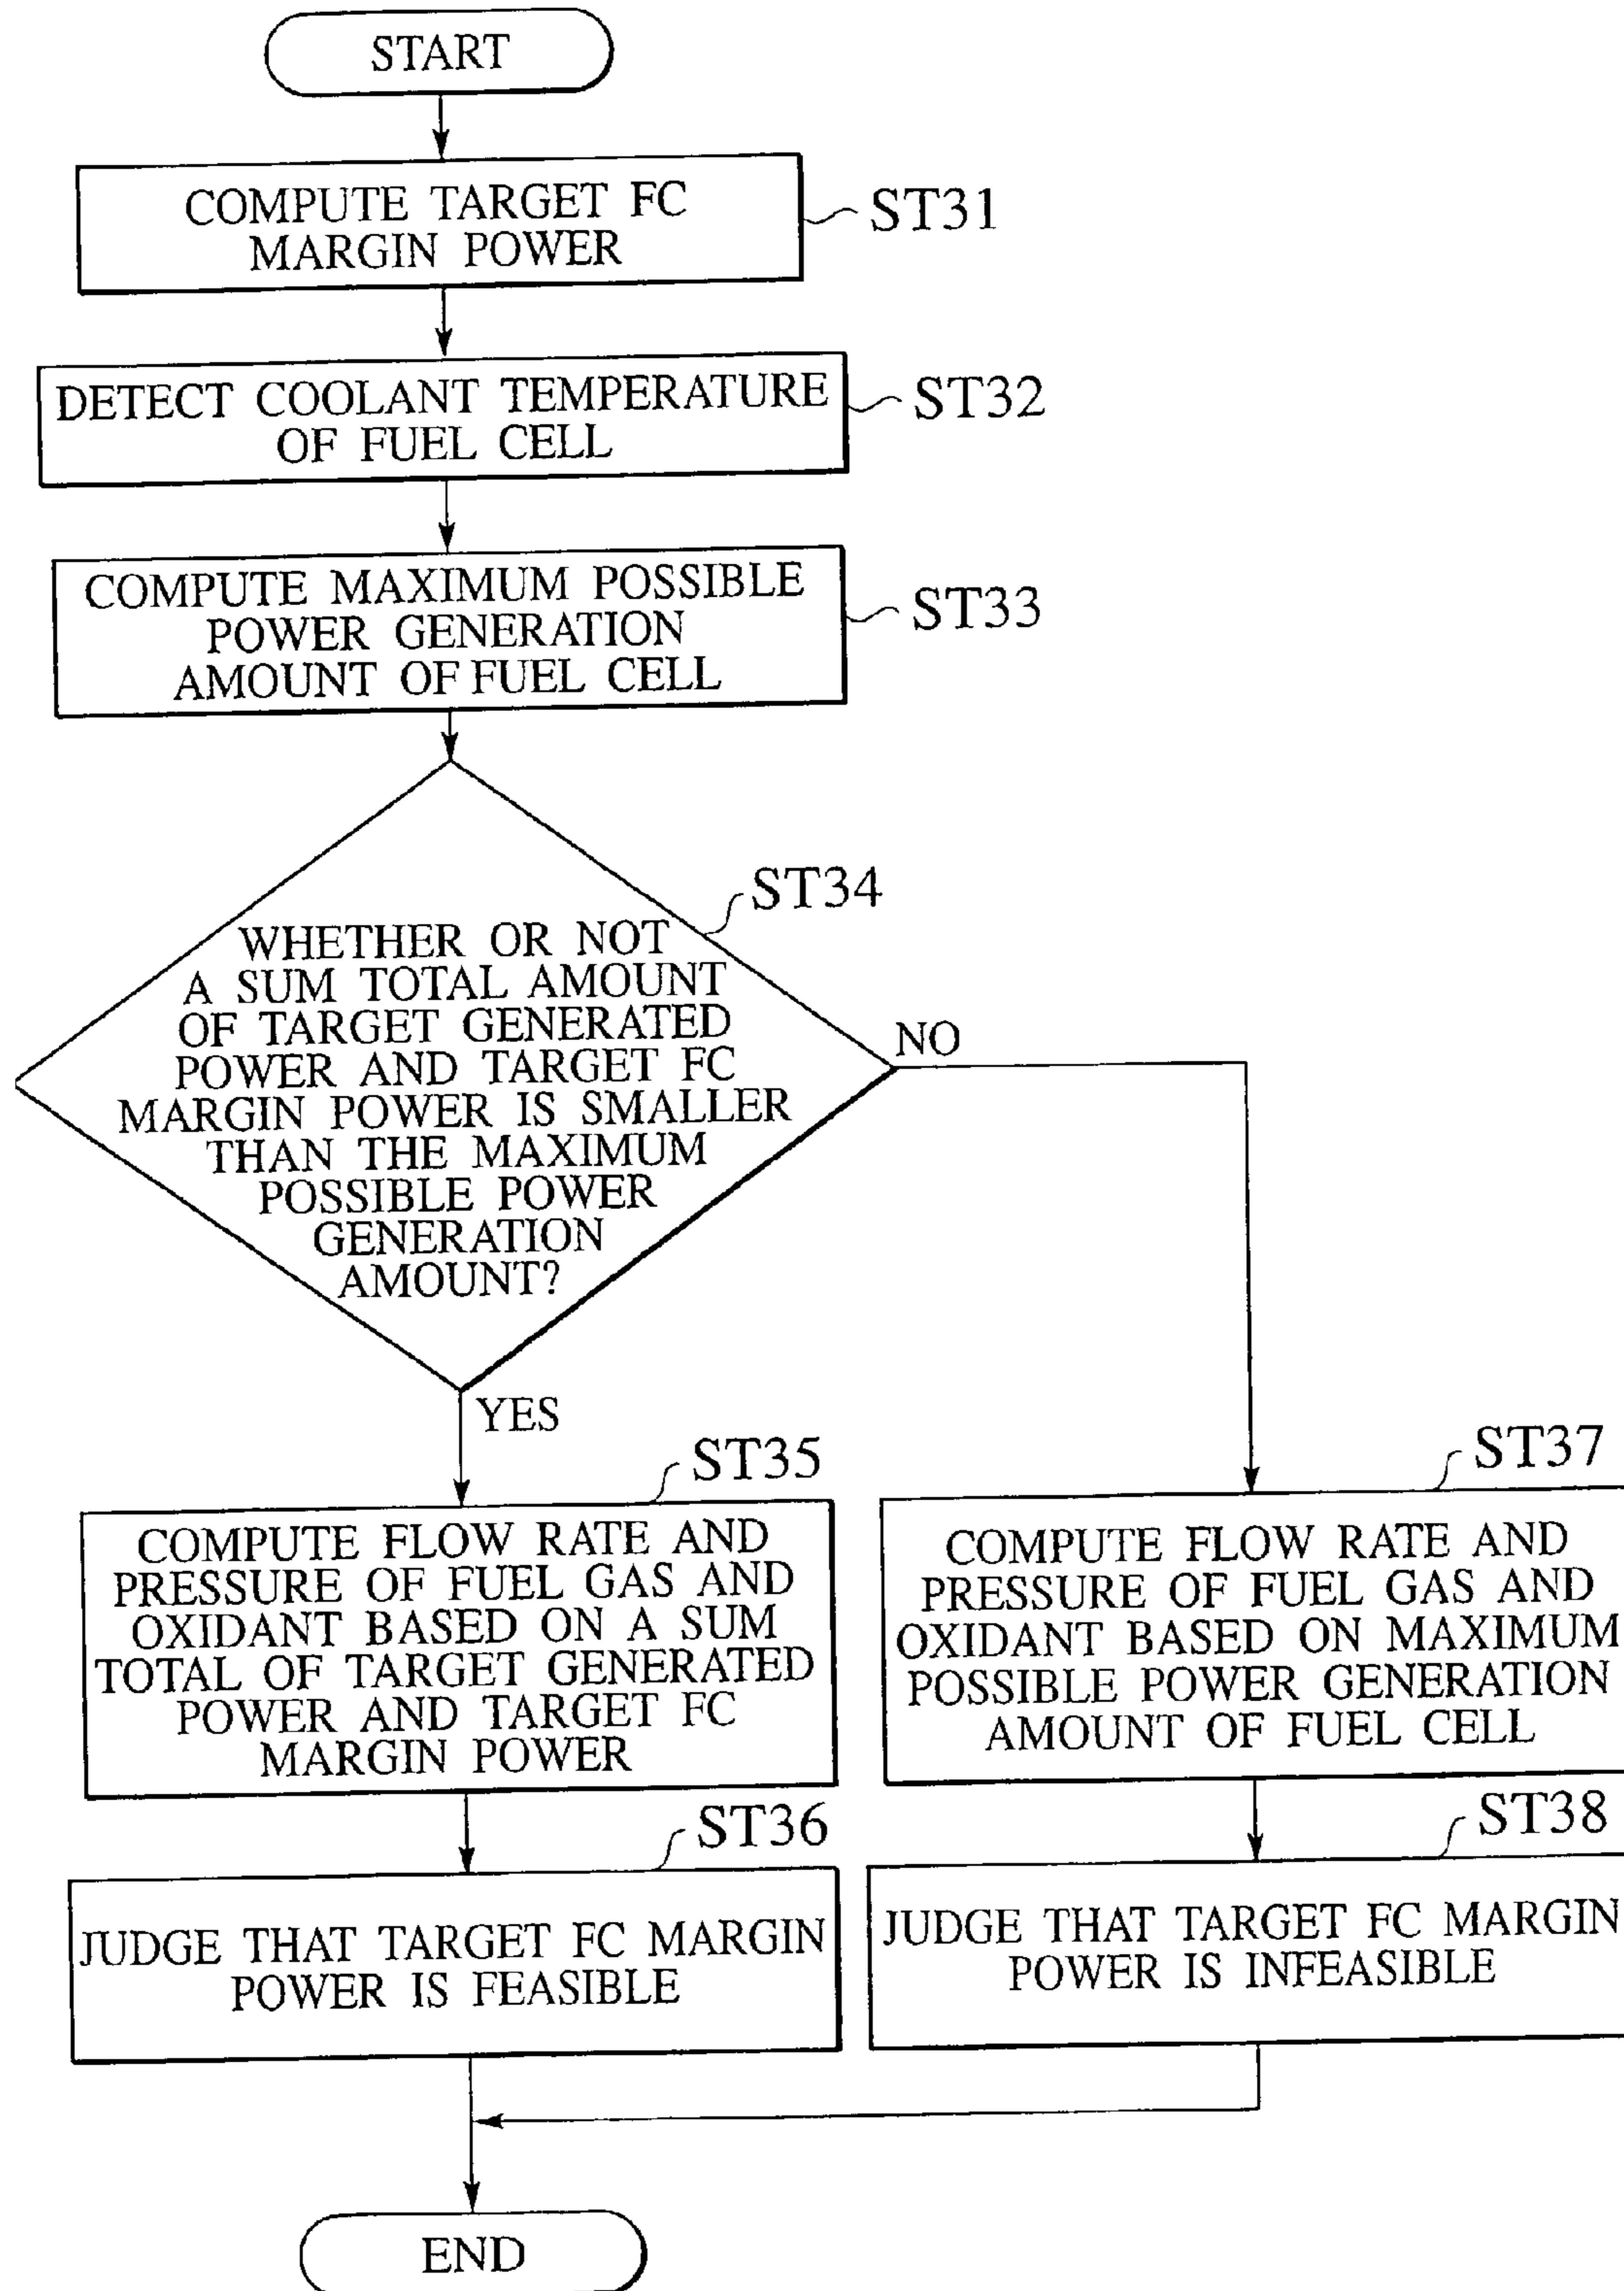 START
COMPUTE TARGET FC
MARGIN POWER
ST31
DETECT COOLANT TEMPERATURE
OF FUEL CELL
ST32
COMPUTE MAXIMUM POSSIBLE
POWER GENERATION
AMOUNT OF FUEL CELL
ST33
ST34
WHETHER OR NOT
A SUM TOTAL AMOUNT
OF TARGET GENERATED
POWER AND TARGET FC
MARGIN POWER IS SMALLER
THAN THE MAXIMUM
POSSIBLE POWER
GENERATION
AMOUNT?
NO
YES
ST35
COMPUTE FLOW RATE AND
PRESSURE OF FUEL GAS AND
OXIDANT BASED ON A SUM
TOTAL OF TARGET GENERATED
POWER AND TARGET FC
MARGIN POWER
ST37
COMPUTE FLOW RATE AND
PRESSURE OF FUEL GAS AND
OXIDANT BASED ON MAXIMUM
POSSIBLE POWER GENERATION
AMOUNT OF FUEL CELL
ST36
JUDGE THAT TARGET FC MARGIN
POWER IS FEASIBLE
ST38
JUDGE THAT TARGET FC MARGIN
POWER IS INFEASIBLE
END